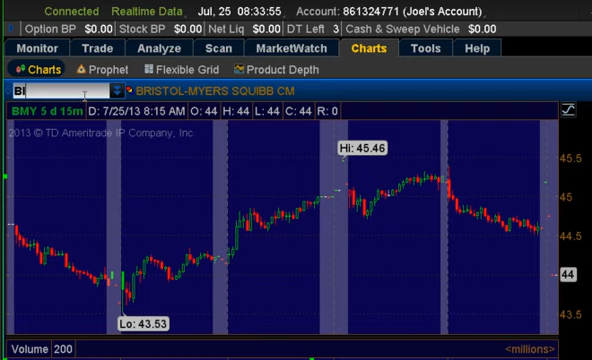 Connected Realtime Data Jul, 25 08:33:55 Account: 861324771 (Joel's Account)
Option BP $0.00 Stock BP $0.00 Net Liq $0.00 DT Left 3 Cash & Sweep Vehicle $0.00
Monitor Trade Analyze Scan MarketWatch Charts Tools Help
Charts Prophet Flexible Grid Product Depth
BI BRISTOL-MYERS SQUIBB CM
BMY 5 d 15m D: 7/25/13 8:15 AM O: 44 H: 44 L: 44 C: 44 R: 0
2013 © TD Ameritrade IP Company, Inc
Hi: 45.46
45.5
45
44.5
44
43.5
Lo: 43.53
Volume 200 <millions>